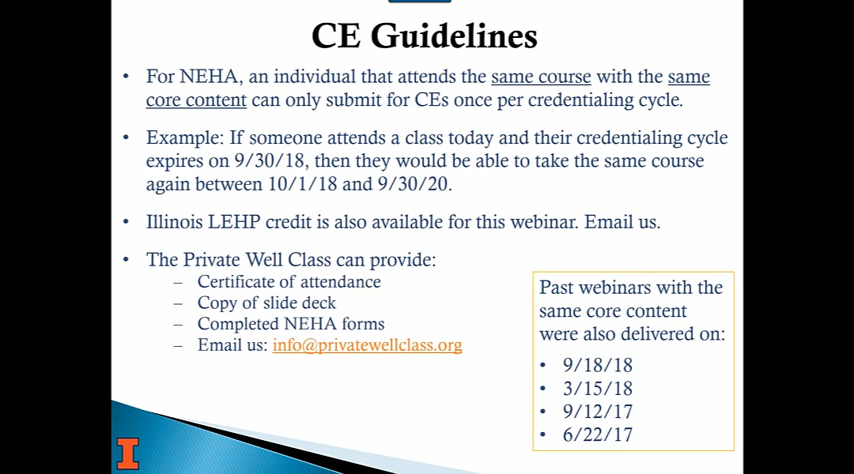 CE Guidelines
• For NEHA, an individual that attends the same course with the same
core content can only submit for CEs once per credentialing cycle.
• Example: If someone attends a class today and their credentialing cycle
expires on 9/30/18, then they would be able to take the same course
again between 10/1/18 and 9/30/20.
• Illinois LEHP credit is also available for this webinar. Email us.
• The Private Well Class can provide:
– Certificate of attendance
– Copy of slide deck
– Completed NEHA forms
– Email us: info@privatewellclass.org
Past webinars with the
same core content
were also delivered on:
• 9/18/18
• 3/15/18
• 9/12/17
• 6/22/17
I